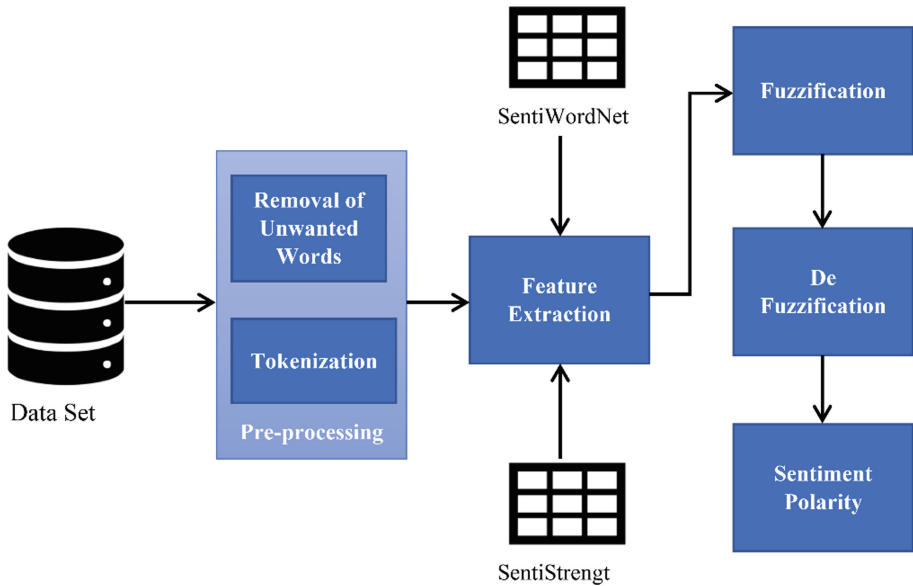 SentiWordNet
Fuzzification
Removal of
Unwanted
Words
Feature
Extraction
De
Fuzzification
Tokenization
Data Set
Pre-processing
Sentiment
Polarity
SentiStrengt